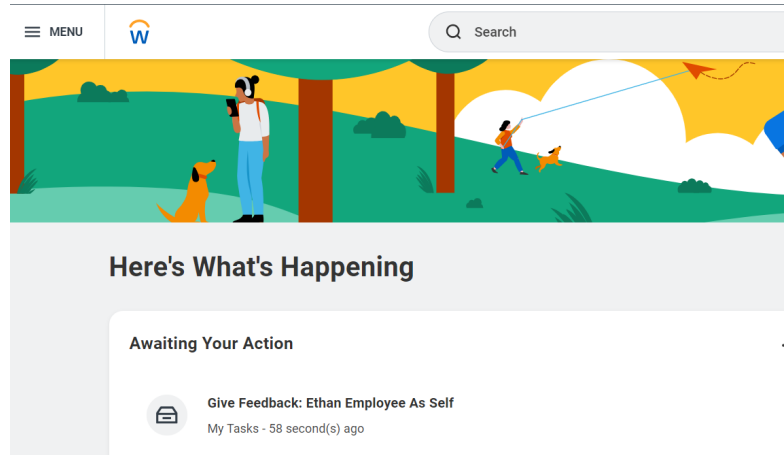 MENU
W
Search
Here's What's Happening
Awaiting Your Action
Give Feedback: Ethan Employee As Self
My Tasks - 58 second(s) ago